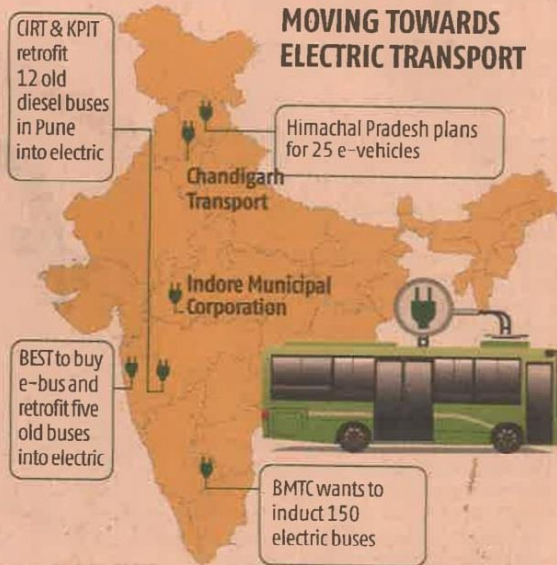 MOVING TOWARDS
ELECTRIC TRANSPORT
CIRT & KPIT
retrofit
12 old
diesel buses
in Pune
into electric
Himachal Pradesh plans
for 25 e-vehicles
Chandigarh
Transport
Indore Municipal
Corporation
BEST to buy
e-bus and
retrofit five
old buses
into electric
BMTC wants to
induct 150
electric buses